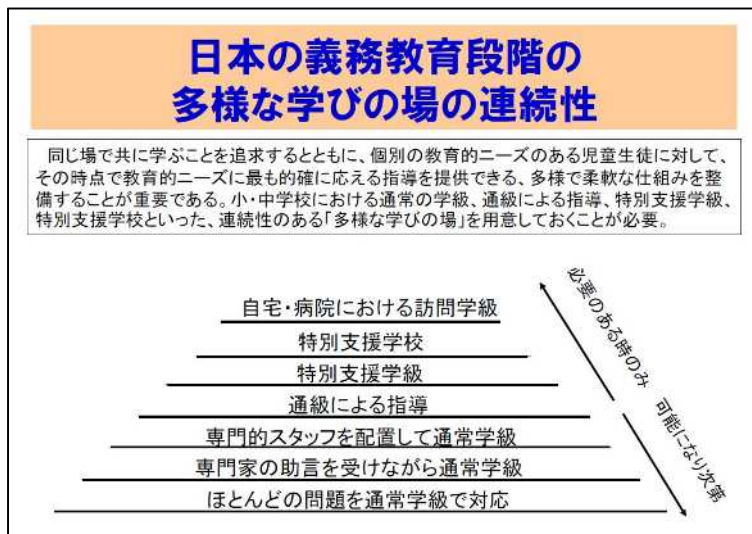 日本の義務教育段階の
多様な学びの場の連続性
同じ場で共に学ぶことを追求するとともに、個別の教育的ニーズのある児童生徒に対して、
その時点で教育的ニーズに最も的確に応える指導を提供できる、多様で柔軟な仕組みを整
備することが重要である。小・中学校における通常の学級、通級による指導、特別支援学級、
特別支援学校といった、連続性のある「多様な学びの場」を用意しておくことが必要。
自宅・病院における訪問学級
特別支援学校
特別支援学級
通級による指導
専門的スタッフを配置して通常学級
専門家の助言を受けながら通常学級
ほとんどの問題を通常学級で対応
必要のある時のみ
可能になり次第